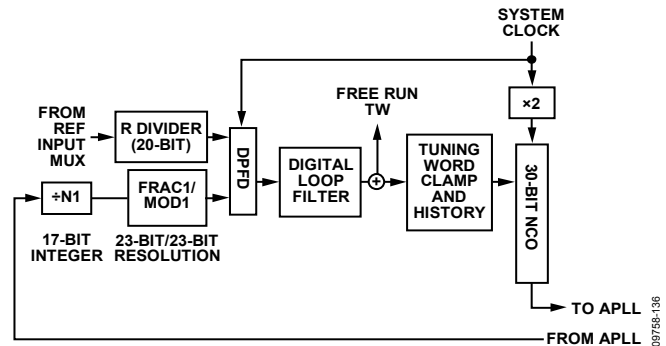 SYSTEM
CLOCK
FREE RUN
TW
×2
FROM
REF
INPUT
MUX
R DIVIDER
(20-BIT)
DPFD
DIGITAL
LOOP
FILTER
+
TUNING
WORD
CLAMP
AND
HISTORY
30-BIT NCO
÷N1
FRAC1/
MOD1
17-BIT
INTEGER
23-BIT/23-BIT
RESOLUTION
TO APLL
FROM APLL
09758-136